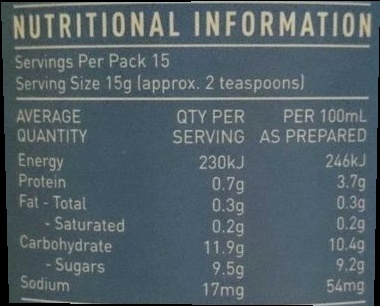 NUTRITIONAL INFORMATION
Servings Per Pack 15
Serving Size 15g (approx. 2 teaspoons)
AVERAGE QTY PER PER 100mL
QUANTITY SERVING AS PREPARED
Energy 230kJ 246kJ
Protein 0.7g 3.7g
Fat - Total 0.3g 0.3g
- Saturated 0.2g 0.2g
Carbohydrate 11.9g 10.4g
- Sugars 9.5g 9.2g
Sodium 17mg 54mg